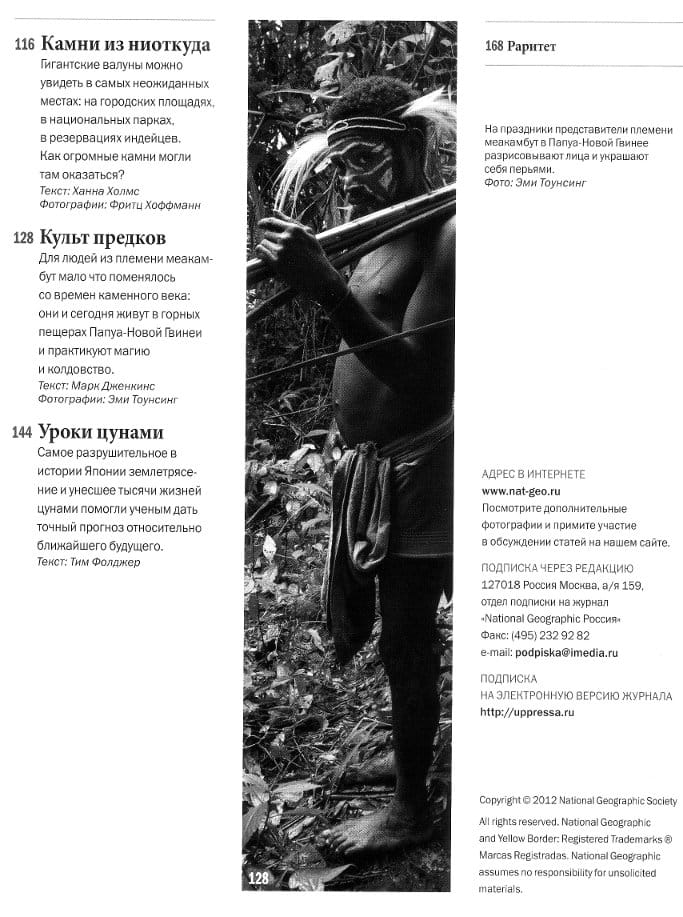 116 Камни из ниоткуда
Гигантские валуны можно
увидеть в самых неожиданных
местах: на городских площадях,
в национальных парках,
в резервациях индейцев.
Как огромные камни могли
там оказаться?
Текст: Ханна Холмс
Фотографии: Фритц Хоффманн
128 Культ предков
Для людей из племени меакам-
бут мало что поменялось
со времен каменного века:
они и сегодня живут в горных
пещерах Папуа-Новой Гвинеи
и практикуют магию
и колдовство.
Текст: Марк Дженкинс
Фотографии: Эми Тоунсинг
144 Уроки цунами
Самое разрушительное в
истории Японии землетрясе-
ние и унесшее тысячи жизней
цунами помогли ученым дать
точный прогноз относительно
ближайшего будущего.
Текст: Тим Фолджер
128
168 Раритет
На праздники представители племени
меакамбут в Папуа-Новой Гвинее
разрисовывают лица и украшают
себя перьями.
Фото: Эми Тоунсинг
АДРЕС В ИНТЕРНЕТЕ
www.nat-geo.ru
Посмотрите дополнительные
фотографии и примите участие
в обсуждении статей на нашем сайте.
ПОДПИСКА ЧЕРЕЗ РЕДАКЦИЮ
127018 Россия Москва, а/я 159,
отдел подписки на журнал
«National Geographic Россия»
Факс: (495) 232 92 82
e-mail: podpiska@imedia.ru
ПОДПИСКА
НА ЭЛЕКТРОННУЮ ВЕРСИЮ ЖУРНАЛА
http://uppressa.ru
Copyright © 2012 National Geographic Society
All rights reserved. National Geographic
and Yellow Border: Registered Trademarks ®
Marcas Registradas. National Geographic
assumes no responsibility for unsolicited
materials.